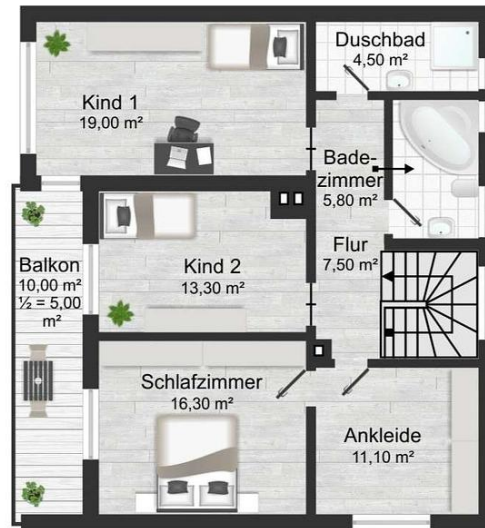 Duschbad
4,50 m²
Kind 1
19,00 m²
Bade-
zimmer
5,80 m²
Flur
7,50 m²
Balkon
10,00 m²
½ = 5,00
m²
Kind 2
13,30 m²
Schlafzimmer
16,30 m²
Ankleide
11,10 m²